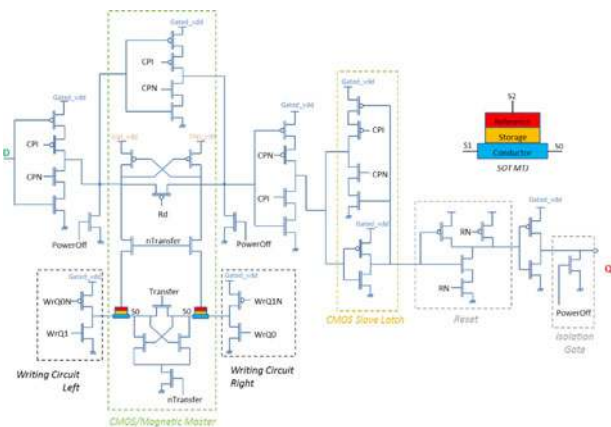 Gated_vdd
CPI
CPN
Gated_vdd
D
CPI
CPN
PowerOff
Gated_vdd
CPN
CPI
PowerOff
Rd
nTransfer
Gated_vdd
WrQ0N
WrQ1
Writing Circuit
Left
Transfer
S0
S0
nTransfer
CMOS/Magnetic Master
Gated_vdd
WrQ1N
WrQ0
Writing Circuit
Right
Gated_vdd
CPI
CPN
Gated_vdd
CMOS Slave Latch
S2
Reference
Storage
Conductor
S1
S0
SOT MTJ
RN
RN
Reset
Gated_vdd
PowerOff
Isolation
Gate
Q